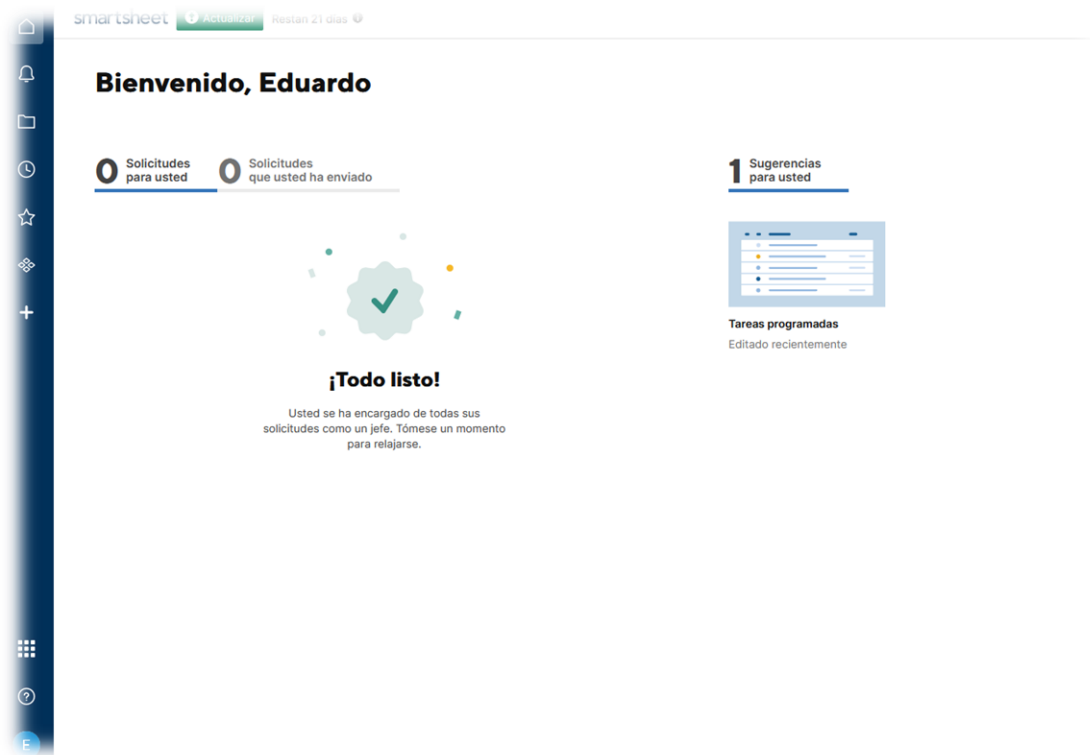 smartsheet Actualizar Restan 21 días
Bienvenido, Eduardo
0 Solicitudes
para usted
0 Solicitudes
que usted ha enviado
1 Sugerencias
para usted
¡Todo listo!
Usted se ha encargado de todas sus
solicitudes como un jefe. Tómese un momento
para relajarse.
Tareas programadas
Editado recientemente
E